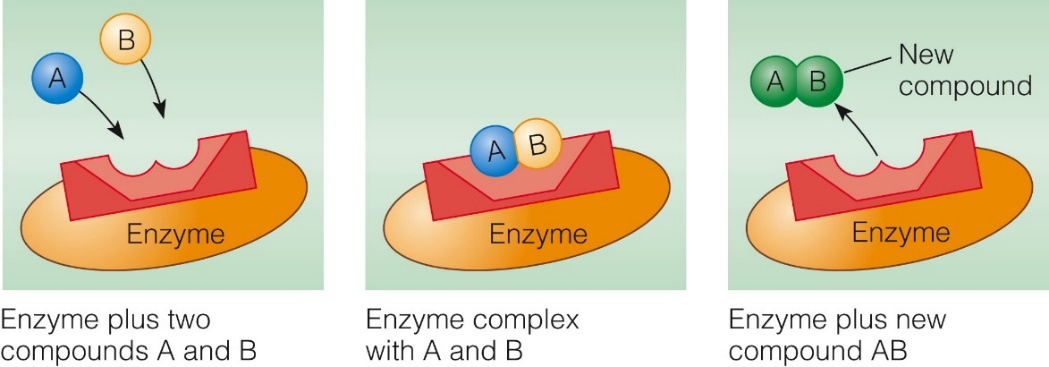 A
B
Enzyme
Enzyme plus two
compounds A and B
A
B
Enzyme
Enzyme complex
with A and B
A
B
New
compound
Enzyme
Enzyme plus new
compound AB